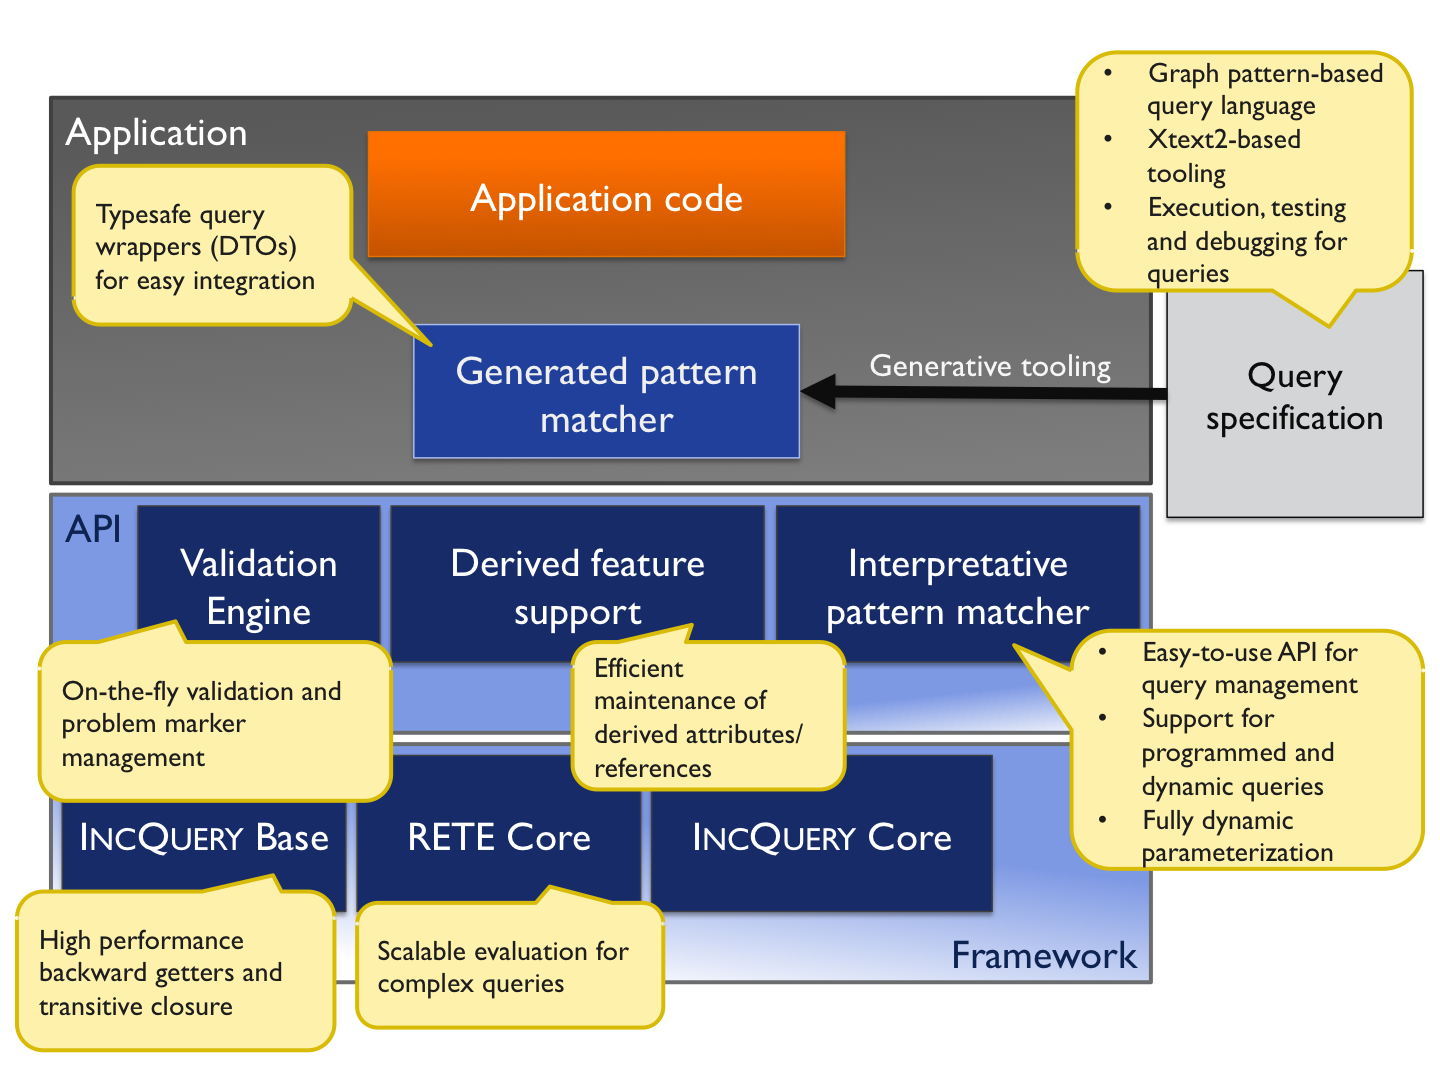 • Graph pattern-based
query language
• Xtext2-based
tooling
• Execution, testing
and debugging for
queries
Application
Application code
Typesafe query
wrappers (DTOs)
for easy integration
Generated pattern
matcher
Generative tooling
Query
specification
API
Validation
Engine
Derived feature
support
Interpretative
pattern matcher
On-the-fly validation and
problem marker
management
Efficient
maintenance of
derived attributes/
references
• Easy-to-use API for
query management
• Support for
programmed and
dynamic queries
• Fully dynamic
parameterization
INCQUERY Base
RETE Core
INCQUERY Core
High performance
backward getters and
transitive closure
Scalable evaluation for
complex queries
Framework